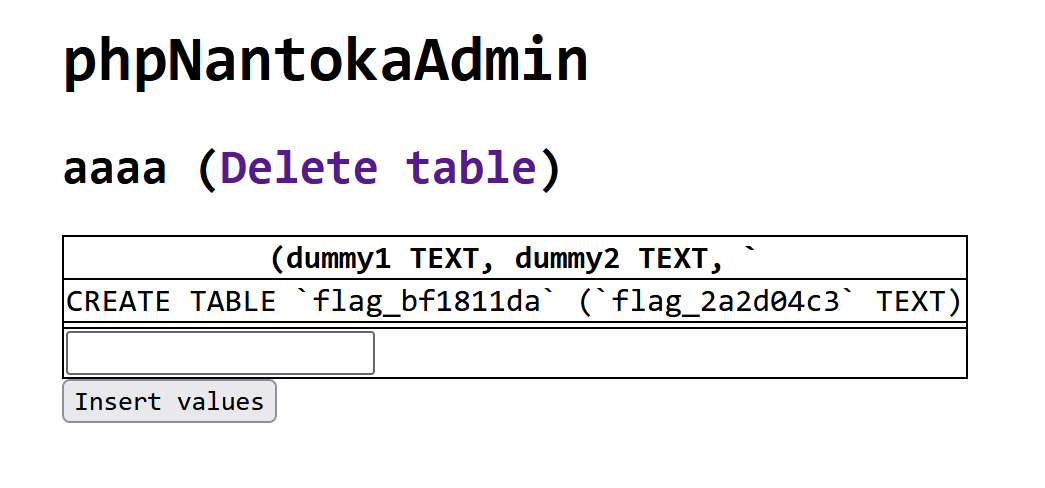 phpNantokaAdmin
aaaa (Delete table)
(dummy1 TEXT, dummy2 TEXT, `
CREATE TABLE `flag_bf1811da` (`flag_2a2d04c3` TEXT)
Insert values